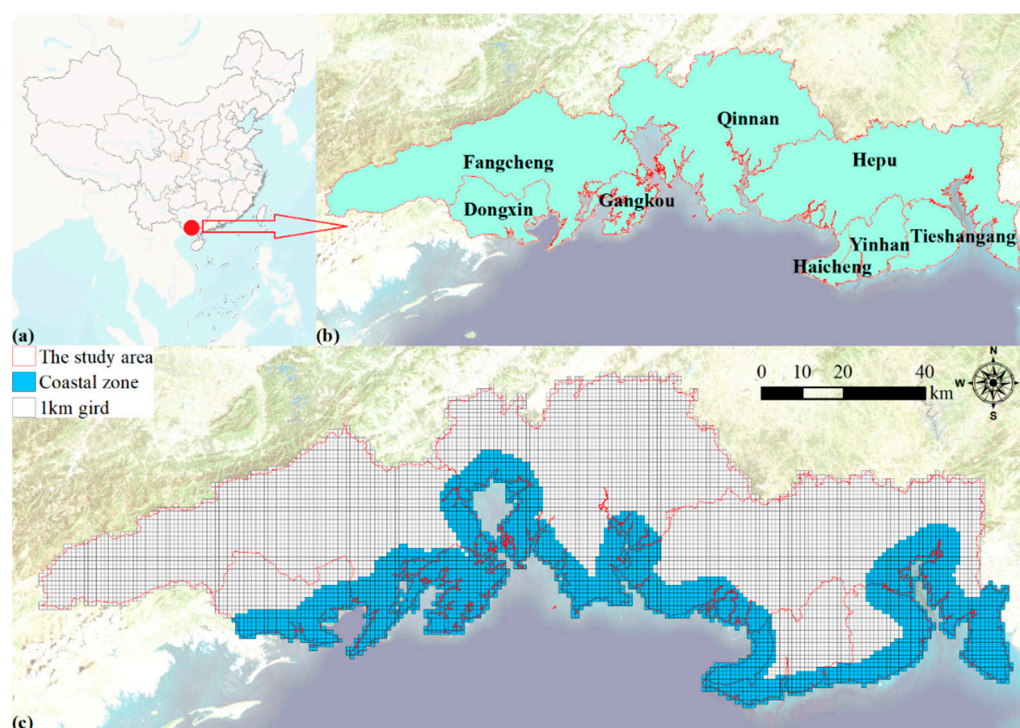 Qinnan
Fangcheng
Hepu
Dongxin
Gangkou
Tieshangang
Yinhan
Haicheng
(a)
(b)
The study area
Coastal zone
1km gird
0 10 20 40
km
N
W E
S
(c)